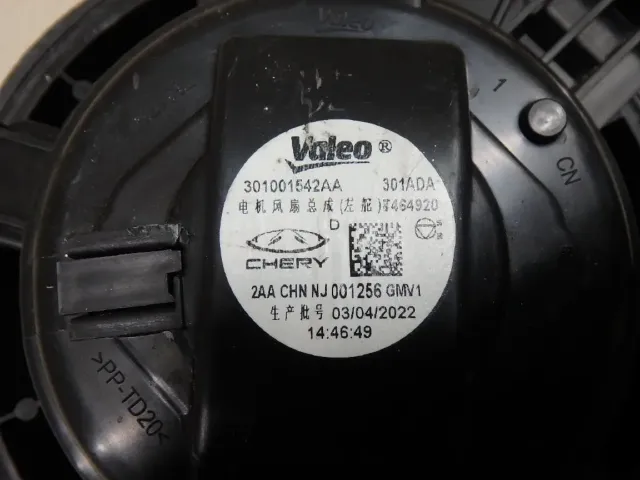 Valeo
1
CN
Valeo ®
301001542AA 301ADA
电机风扇总成(左舵)T464920
D
CHERY
2AA CHN NJ 001256 GMV1
生产批号 03/04/2022
14:46:49
>PP-TD20<